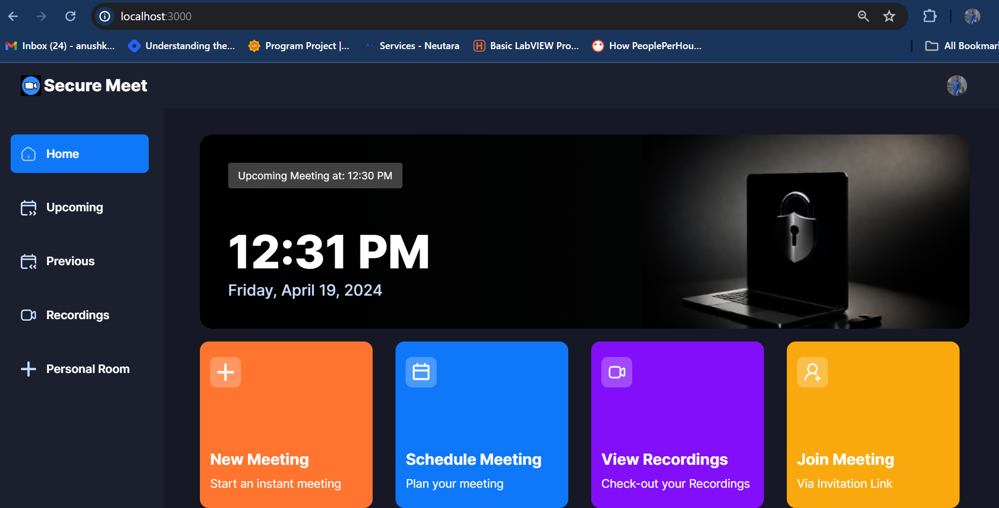 localhost:3000
Inbox (24) - anushk...
Understanding the...
Program Project |...
Services - Neutara
Basic LabVIEW Pro...
How PeoplePerHou...
All Bookmar
Secure Meet
Home
Upcoming
Previous
Recordings
Personal Room
Upcoming Meeting at: 12:30 PM
12:31 PM
Friday, April 19, 2024
New Meeting
Start an instant meeting
Schedule Meeting
Plan your meeting
View Recordings
Check-out your Recordings
Join Meeting
Via Invitation Link